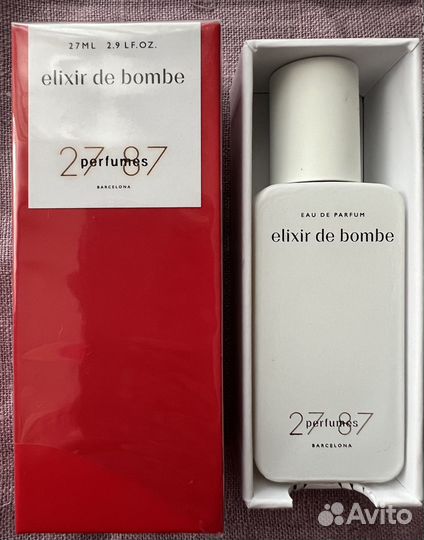 27ML 2.9 LF.OZ.
elixir de bombe
27 87
perfumes
BARCELONA
EAU DE PARFUM
elixir de bombe
27 87
perfumes
BARCELONA
Avito